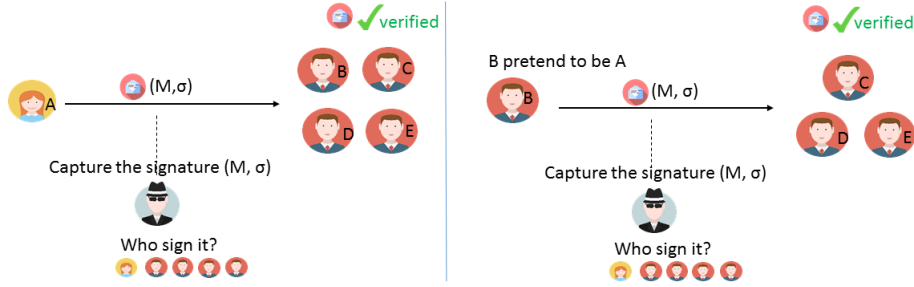 verified
A
(M,σ)
B
C
D
E
Capture the signature (M, σ)
Who sign it?
verified
B pretend to be A
B
(M, σ)
C
D
E
Capture the signature (M, σ)
Who sign it?